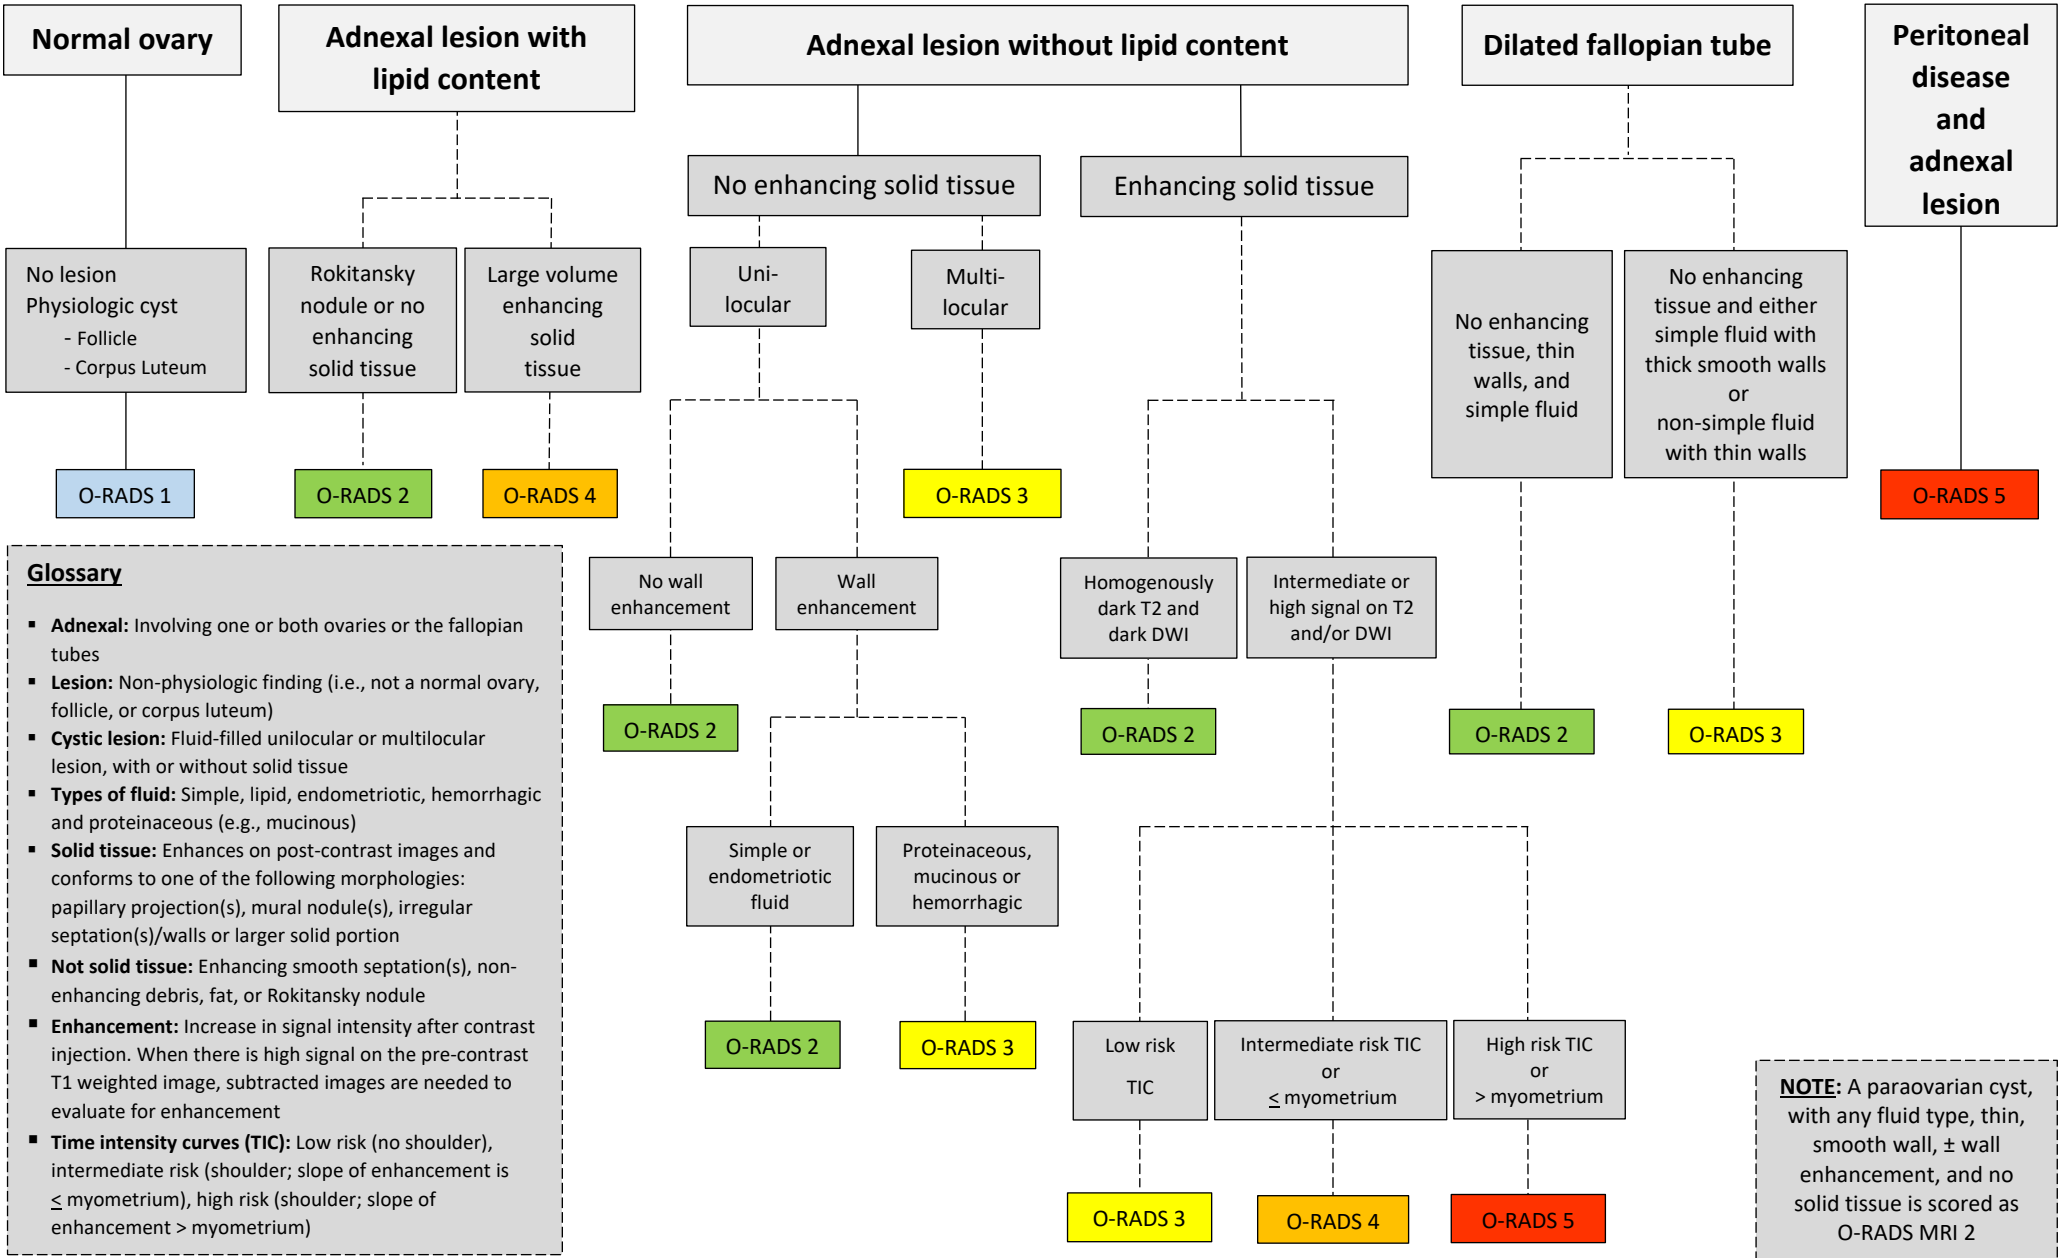 Normal ovary
Adnexal lesion with
lipid content
Adnexal lesion without lipid content
Dilated fallopian tube
Peritoneal
disease
and
adnexal
lesion
No enhancing solid tissue
Enhancing solid tissue
No lesion
Physiologic cyst
- Follicle
- Corpus Luteum
Rokitansky
nodule or no
enhancing
solid tissue
Large volume
enhancing
solid
tissue
Uni-
locular
Multi-
locular
No enhancing
tissue, thin
walls, and
simple fluid
No enhancing
tissue and either
simple fluid with
thick smooth walls
or
non-simple fluid
with thin walls
O-RADS 1
O-RADS 2
O-RADS 4
O-RADS 3
O-RADS 5
No wall
enhancement
Wall
enhancement
Homogenously
dark T2 and
dark DWI
Intermediate or
high signal on T2
and/or DWI
O-RADS 2
O-RADS 2
O-RADS 2
O-RADS 3
Simple or
endometriotic
fluid
Proteinaceous,
mucinous or
hemorrhagic
O-RADS 2
O-RADS 3
Low risk
TIC
Intermediate risk TIC
or
≤ myometrium
High risk TIC
or
> myometrium
O-RADS 3
O-RADS 4
O-RADS 5
Glossary
▪ Adnexal: Involving one or both ovaries or the fallopian
tubes
▪ Lesion: Non-physiologic finding (i.e., not a normal ovary,
follicle, or corpus luteum)
▪ Cystic lesion: Fluid-filled unilocular or multilocular
lesion, with or without solid tissue
▪ Types of fluid: Simple, lipid, endometriotic, hemorrhagic
and proteinaceous (e.g., mucinous)
▪ Solid tissue: Enhances on post-contrast images and
conforms to one of the following morphologies:
papillary projection(s), mural nodule(s), irregular
septation(s)/walls or larger solid portion
▪ Not solid tissue: Enhancing smooth septation(s), non-
enhancing debris, fat, or Rokitansky nodule
▪ Enhancement: Increase in signal intensity after contrast
injection. When there is high signal on the pre-contrast
T1 weighted image, subtracted images are needed to
evaluate for enhancement
▪ Time intensity curves (TIC): Low risk (no shoulder),
intermediate risk (shoulder; slope of enhancement is
≤ myometrium), high risk (shoulder; slope of
enhancement > myometrium)
NOTE: A paraovarian cyst,
with any fluid type, thin,
smooth wall, ± wall
enhancement, and no
solid tissue is scored as
O-RADS MRI 2